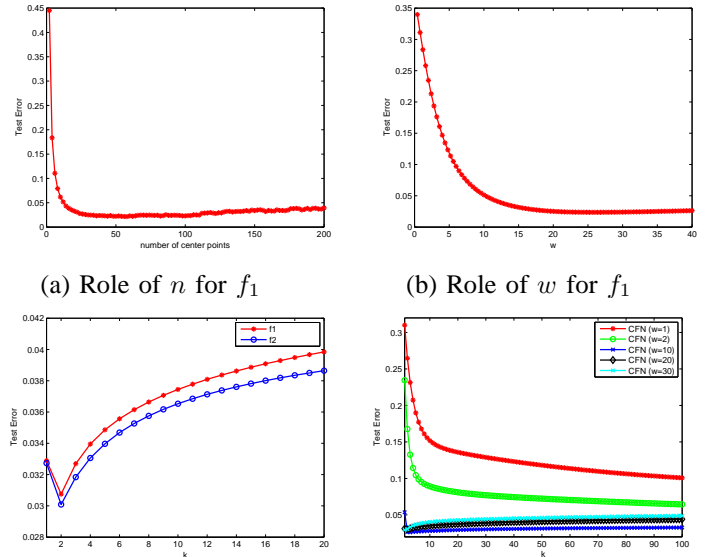 0.45
0.4
0.35
0.3
0.25
0.2
0.15
0.1
0.05
0
Test Error
0 50 100 150 200
number of center points
(a) Role of n for f1
0.35
0.3
0.25
0.2
0.15
0.1
0.05
0
Test Error
0 5 10 15 20 25 30 35 40
w
(b) Role of w for f1
0.042
0.04
0.038
0.036
0.034
0.032
0.03
0.028
Test Error
f1
f2
2 4 6 8 10 12 14 16 18 20
k
0.3
0.25
0.2
0.15
0.1
0.05
Test Error
CFN (w=1)
CFN (w=2)
CFN (w=10)
CFN (w=20)
CFN (w=30)
10 20 30 40 50 60 70 80 90 100
k